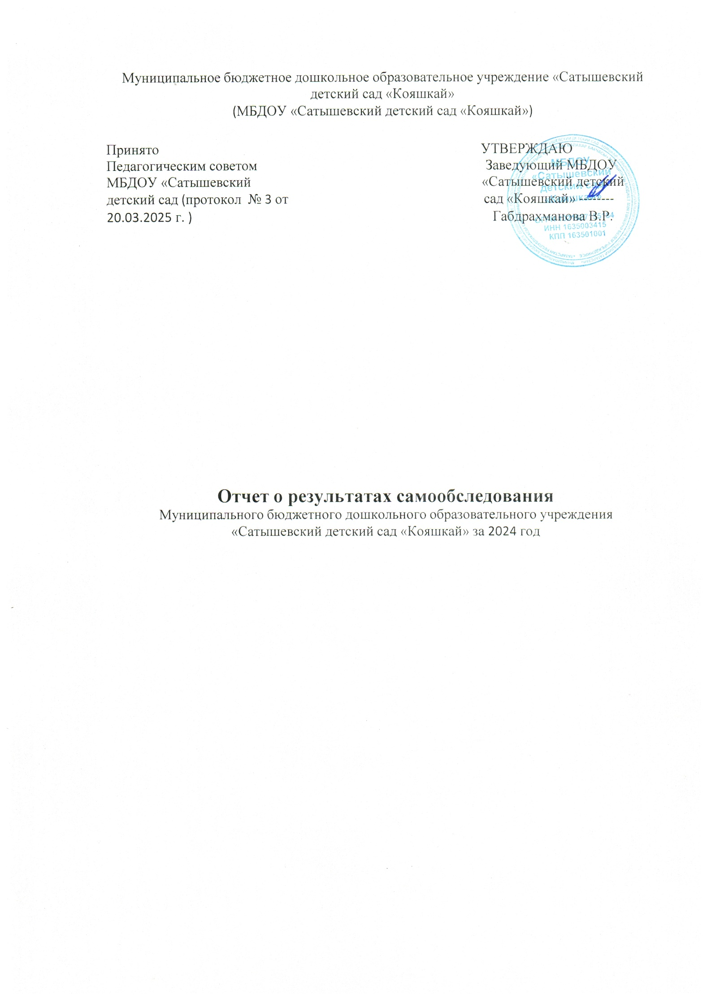 Муниципальное бюджетное дошкольное образовательное учреждение «Сатышевский
детский сад «Кояшкай»
(МБДОУ «Сатышевский детский сад «Кояшкай»)
Принято
Педагогическим советом
МБДОУ «Сатышевский
детский сад (протокол № 3 от
20.03.2025 г. )
УТВЕРЖДАЮ
Заведующий МБДОУ
«Сатышевский детский
сад «Кояшкай» ---------
Габдрахманова В.Р.
МБДОУ
«Сатышевский
детский сад
«Кояшкай»
ИНН 1635003415
КПП 163501001
Отчет о результатах самообследования
Муниципального бюджетного дошкольного образовательного учреждения
«Сатышевский детский сад «Кояшкай» за 2024 год